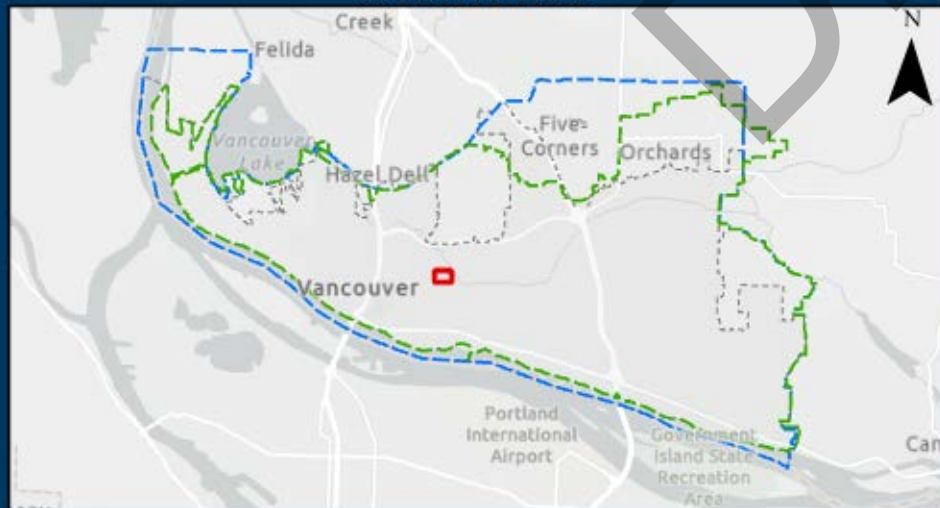 N
Creek
Felida
Vancouver
Lake
Five-
Corners
Orchards
Hazel Dell
Vancouver
Portland
International
Airport
Government
Island State
Recreation
Area